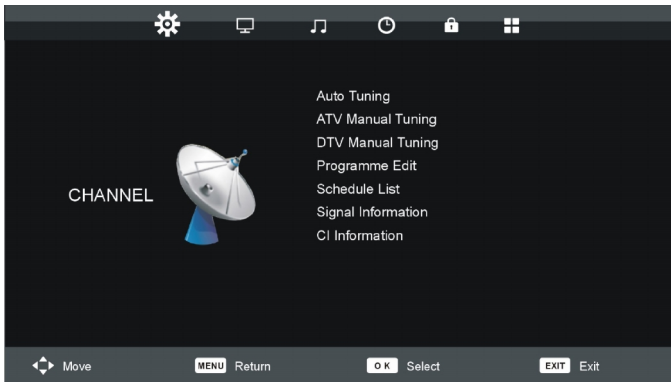 Auto Tuning
ATV Manual Tuning
DTV Manual Tuning
Programme Edit
CHANNEL
Schedule List
Signal Information
CI Information
Move
MENU Return
OK Select
EXIT Exit